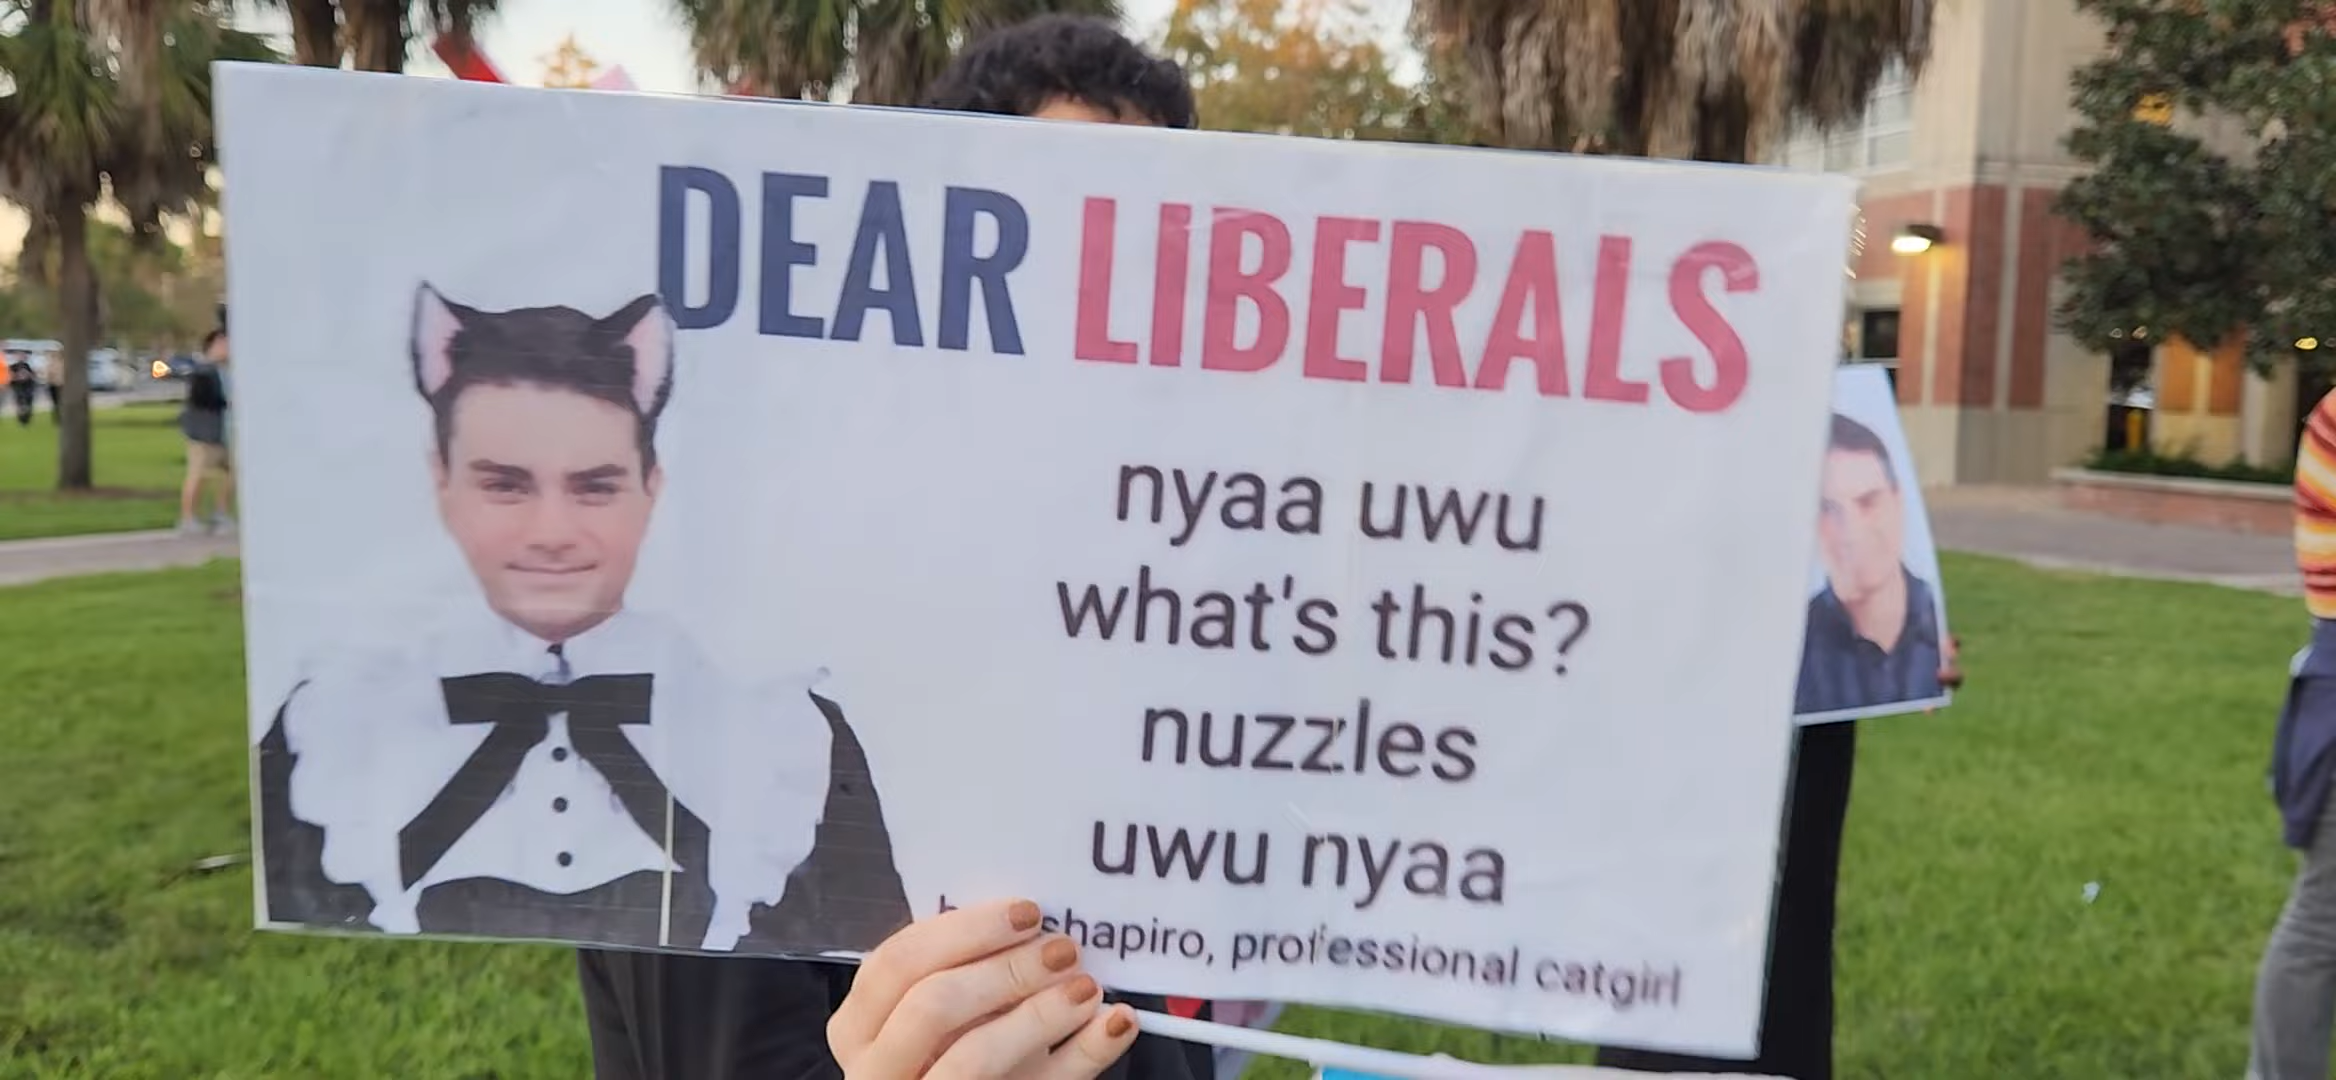 DEAR LIBERALS
nyaa uwu
what's this?
nuzzles
uwu nyaa
shapiro, professional catgirl